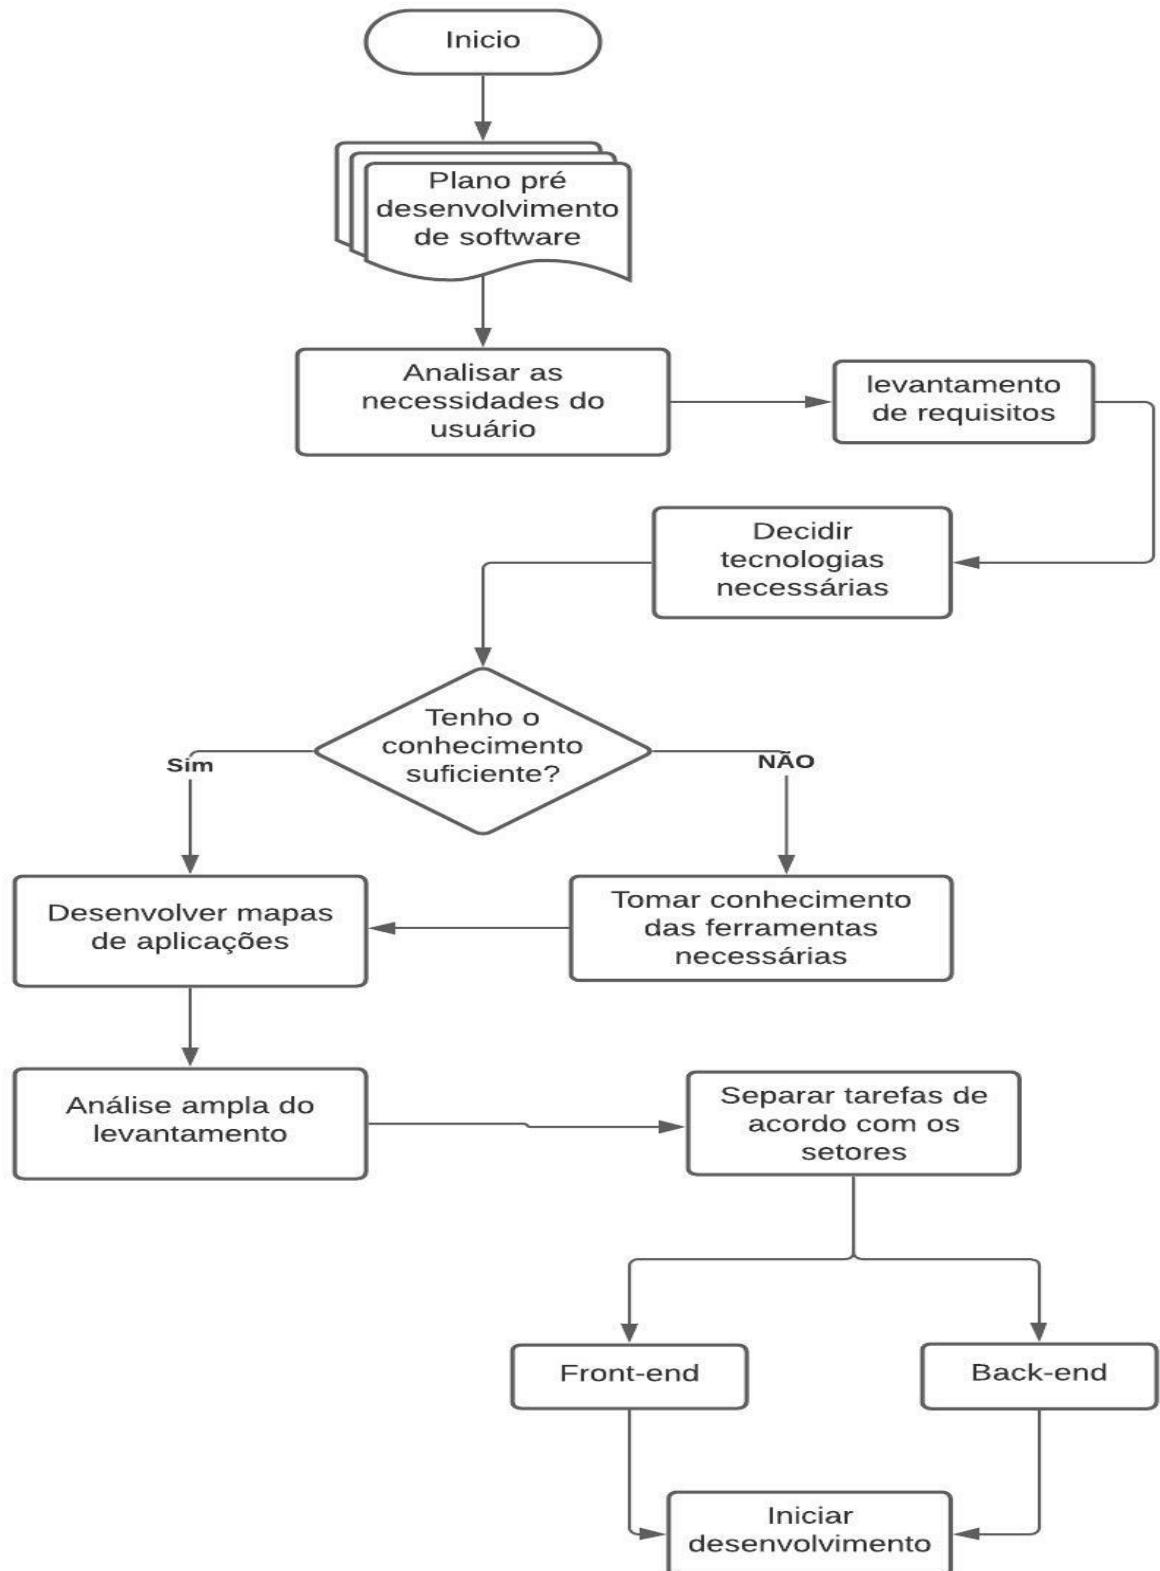 Inicio
Plano pré
desenvolvimento
de software
Analisar as
necessidades do
usuário
levantamento
de requisitos
Decidir
tecnologias
necessárias
Tenho o
conhecimento
suficiente?
Sim
NÃO
Desenvolver mapas
de aplicações
Tomar conhecimento
das ferramentas
necessárias
Análise ampla do
levantamento
Separar tarefas de
acordo com os
setores
Front-end
Back-end
Iniciar
desenvolvimento